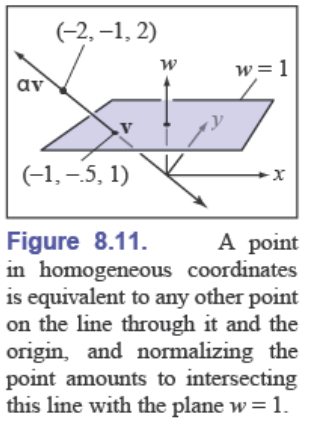 (-2, -1, 2)
w
w = 1
αv
y
v
(-1, -.5, 1)
x
Figure 8.11. A point
in homogeneous coordinates
is equivalent to any other point
on the line through it and the
origin, and normalizing the
point amounts to intersecting
this line with the plane w = 1.